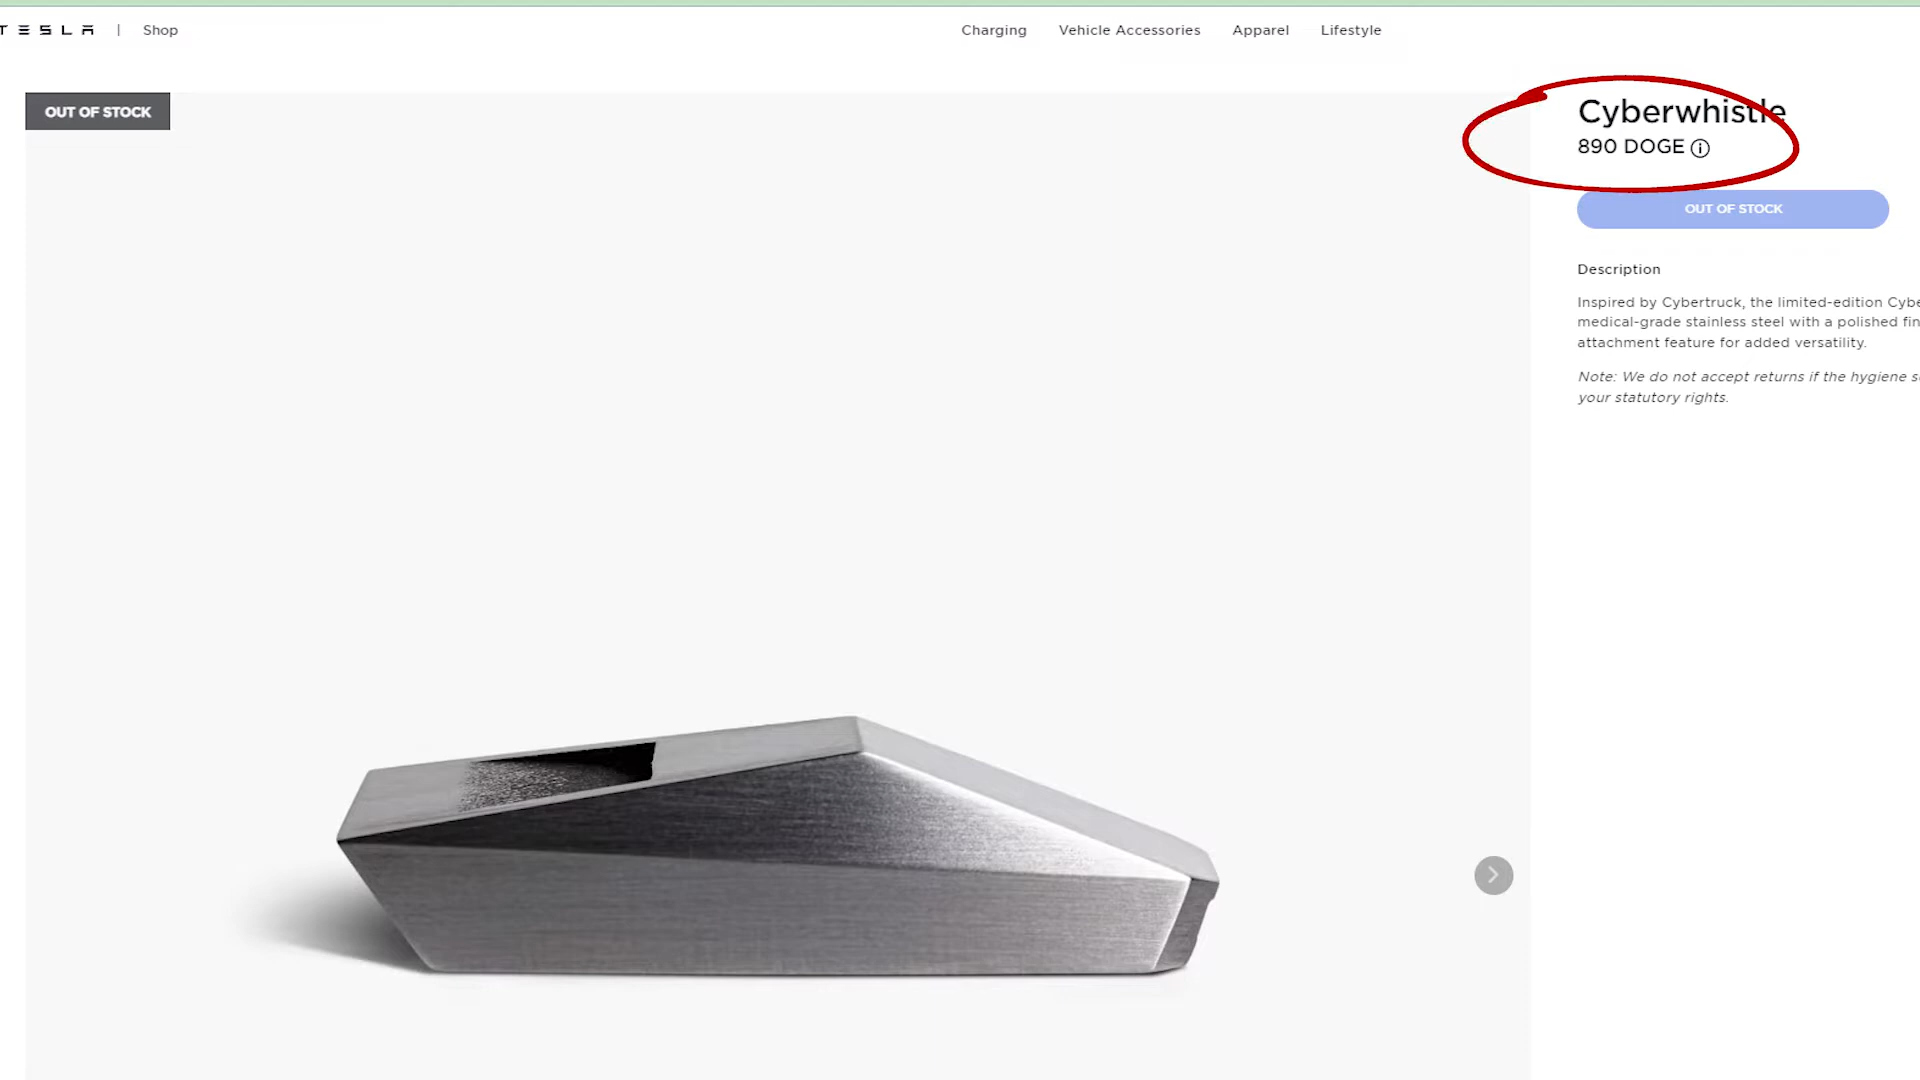 TESLA | Shop
Charging Vehicle Accessories Apparel Lifestyle
OUT OF STOCK
Cyberwhistle
890 DOGE
OUT OF STOCK
Description
Inspired by Cybertruck, the limited-edition
medical-grade stainless steel with a polished
attachment feature for added versatility.
Note: We do not accept returns if the hygiene
your statutory rights.